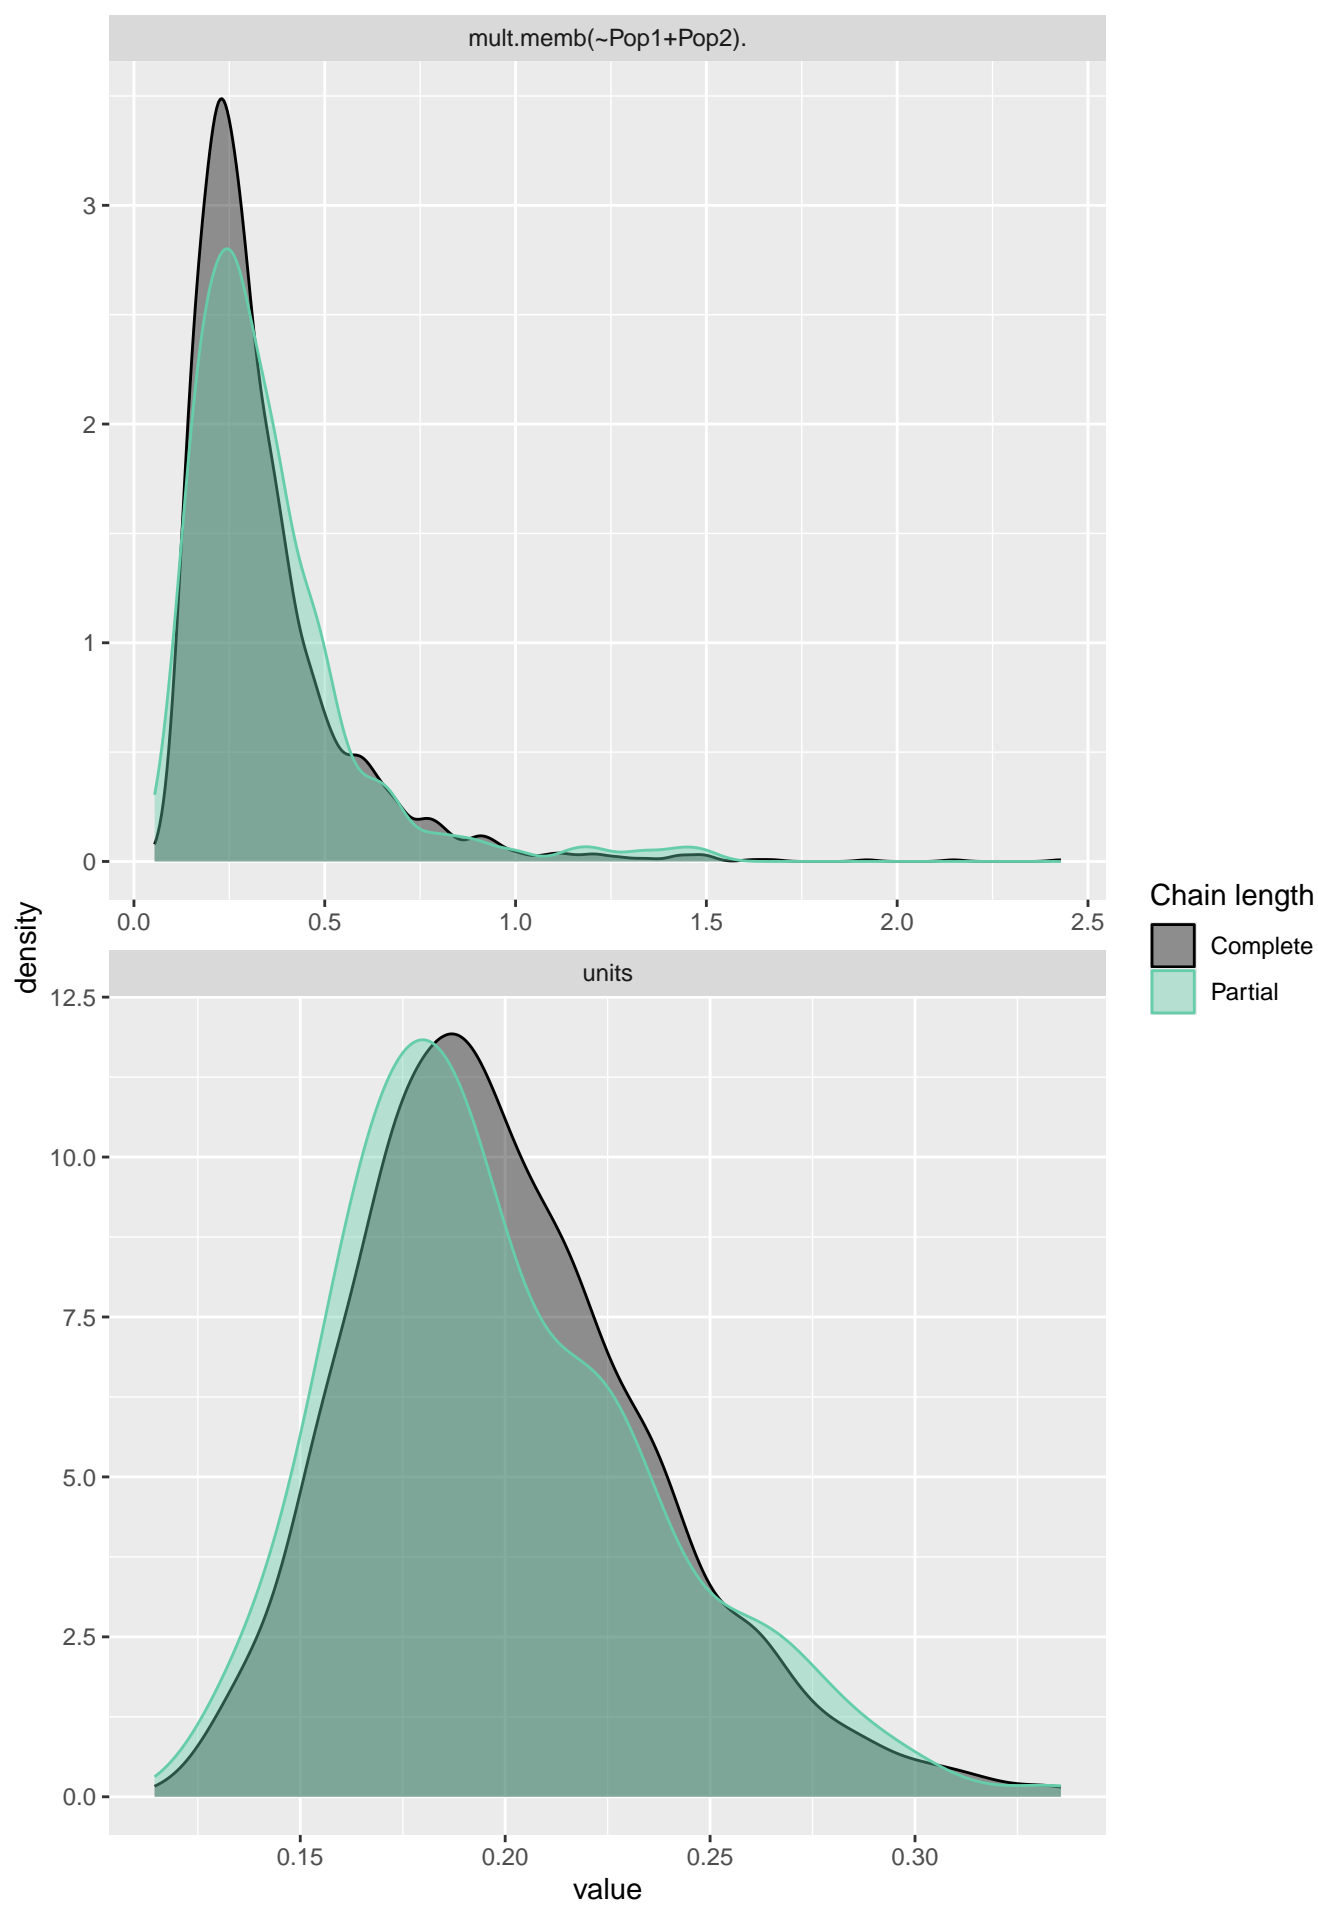 mult.memb(~Pop1+Pop2).
3
2
1
0
0.0 0.5 1.0 1.5 2.0 2.5
density
units
12.5
10.0
7.5
5.0
2.5
0.0
0.15 0.20 0.25 0.30
value
Chain length
Complete
Partial